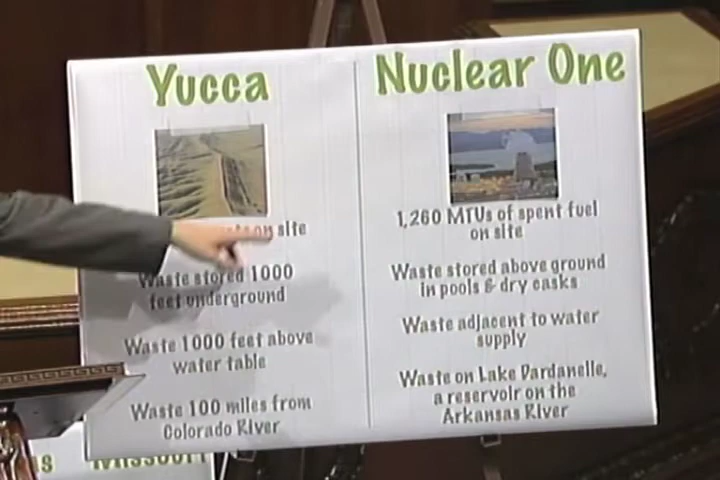 Yucca
on site
Waste stored 1000
feet underground
Waste 1000 feet above
water table
Waste 100 miles from
Colorado River
Nuclear One
1,260 MTUs of spent fuel
on site
Waste stored above ground
in pools & dry casks
Waste adjacent to water
supply
Waste on Lake Dardanelle,
a reservoir on the
Arkansas River
Missouri